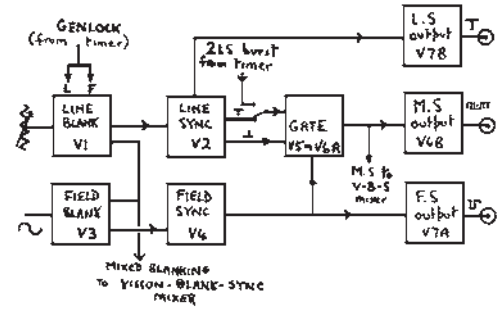 GENLOCK
(from timer)
L F
LINE
BLANK
V1
LINE
SYNC
V2
2LS burst
from timer
GATE
V5-V6A
L.S
output
V7B
M.S
output
V6B
M.S to
V-B-S
mixer
FIELD
BLANK
V3
FIELD
SYNC
V4
F.S
output
V7A
MIXED BLANKING
TO VISION-BLANK-SYNC
MIXER